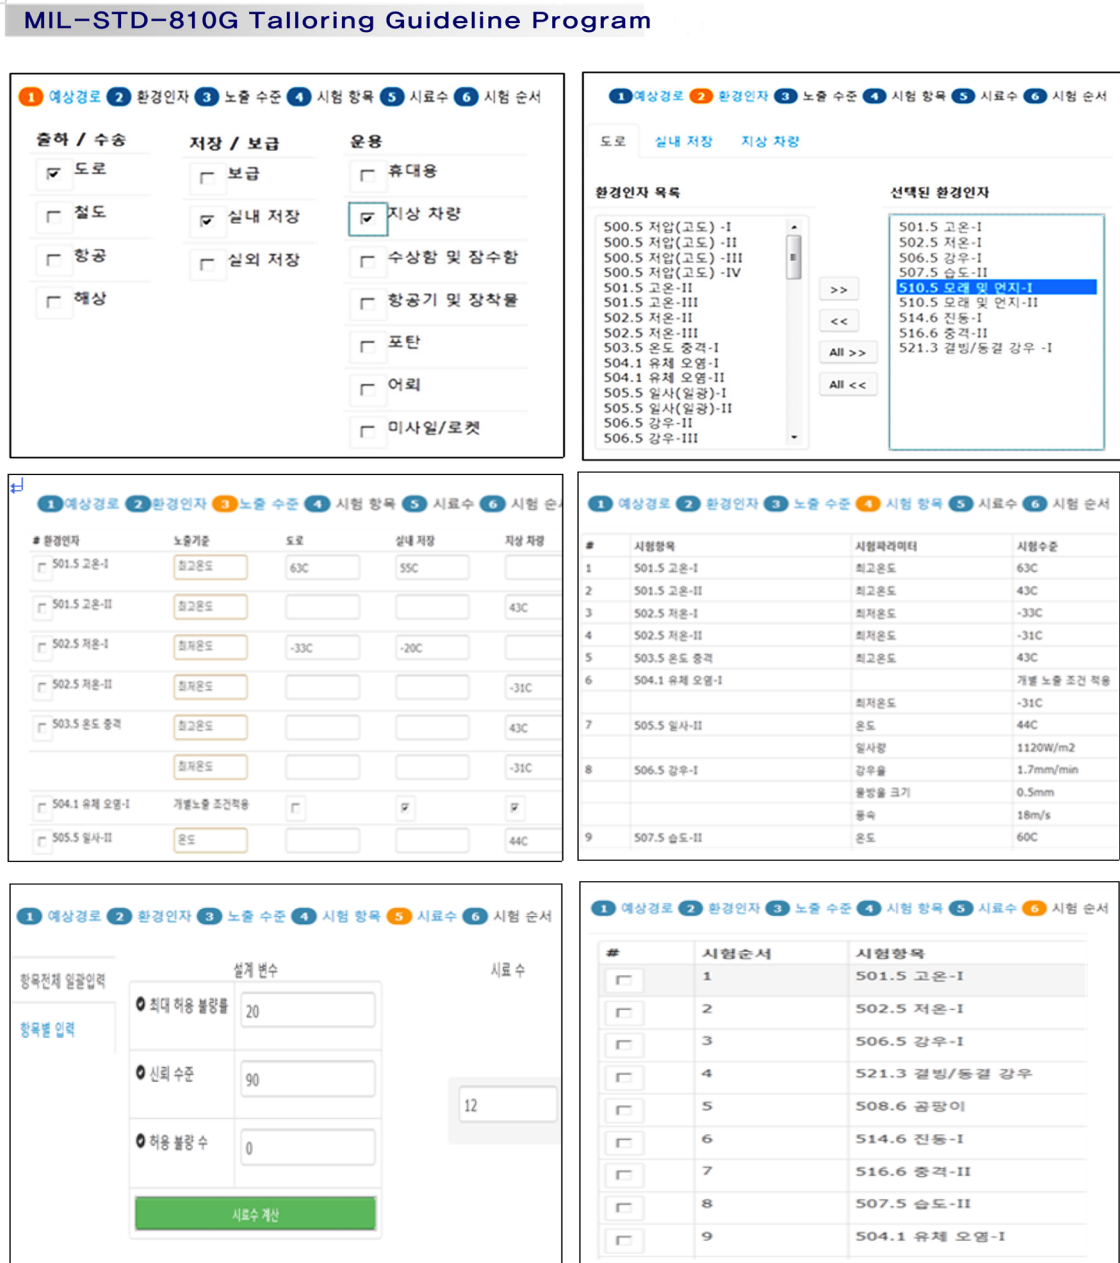 MIL-STD-810G Talloring Guideline Program
1 예상경로 2 환경인자 3 노출 수준 4 시험 항목 5 시료수 6 시험 순서
출하 / 수송 저장 / 보급 운용
도로 보급 휴대용
철도 실내 저장 지상 차량
항공 실외 저장 수상함 및 잠수함
해상 항공기 및 장착물
포탄
어뢰
미사일/로켓
1 예상경로 2 환경인자 3 노출 수준 4 시험 항목 5 시료수 6 시험 순서
도로 실내 저장 지상 차량
환경인자 목록 선택된 환경인자
500.5 저압(고도) -I
500.5 저압(고도) -II
500.5 저압(고도) -III
500.5 저압(고도) -IV
501.5 고온-II
501.5 고온-III
502.5 저온-II
502.5 저온-III
503.5 온도 충격-I
504.1 유체 오염-I
504.1 유체 오염-II
505.5 일사(일광)-I
505.5 일사(일광)-II
506.5 강우-II
506.5 강우-III
>>
<<
All >>
All <<
501.5 고온-I
502.5 저온-I
506.5 강우-I
507.5 습도-II
510.5 모래 및 먼지-I
510.5 모래 및 먼지-II
514.6 진동-I
516.6 충격-II
521.3 결빙/동결 강우 -I
1 예상경로 2 환경인자 3 노출 수준 4 시험 항목 5 시료수 6 시험 순서
# 환경인자 노출기준 도로 실내 저장 지상 차량
501.5 고온-I 최고온도 63C 55C
501.5 고온-II 최고온도 43C
502.5 저온-I 최저온도 -33C -20C
502.5 저온-II 최저온도 -31C
503.5 온도 충격 최고온도 43C
최저온도 -31C
504.1 유체 오염-I 개별노출 조건적용
505.5 일사-II 온도 44C
1 예상경로 2 환경인자 3 노출 수준 4 시험 항목 5 시료수 6 시험 순서
# 시험항목 시험파라미터 시험수준
1 501.5 고온-I 최고온도 63C
2 501.5 고온-II 최고온도 43C
3 502.5 저온-I 최저온도 -33C
4 502.5 저온-II 최저온도 -31C
5 503.5 온도 충격 최고온도 43C
6 504.1 유체 오염-I 개별 노출 조건 적용
최저온도 -31C
7 505.5 일사-II 온도 44C
일사량 1120W/m2
8 506.5 강우-I 강우율 1.7mm/min
물방울 크기 0.5mm
풍속 18m/s
9 507.5 습도-II 온도 60C
1 예상경로 2 환경인자 3 노출 수준 4 시험 항목 5 시료수 6 시험 순서
항목전체 일괄입력 설계 변수 시료 수
최대 허용 불량률 20
항목별 입력
신뢰 수준 90
12
허용 불량 수 0
시료수 계산
1 예상경로 2 환경인자 3 노출 수준 4 시험 항목 5 시료수 6 시험 순서
# 시험순서 시험항목
1 501.5 고온-I
2 502.5 저온-I
3 506.5 강우-I
4 521.3 결빙/동결 강우
5 508.6 곰팡이
6 514.6 진동-I
7 516.6 충격-II
8 507.5 습도-II
9 504.1 유체 오염-I